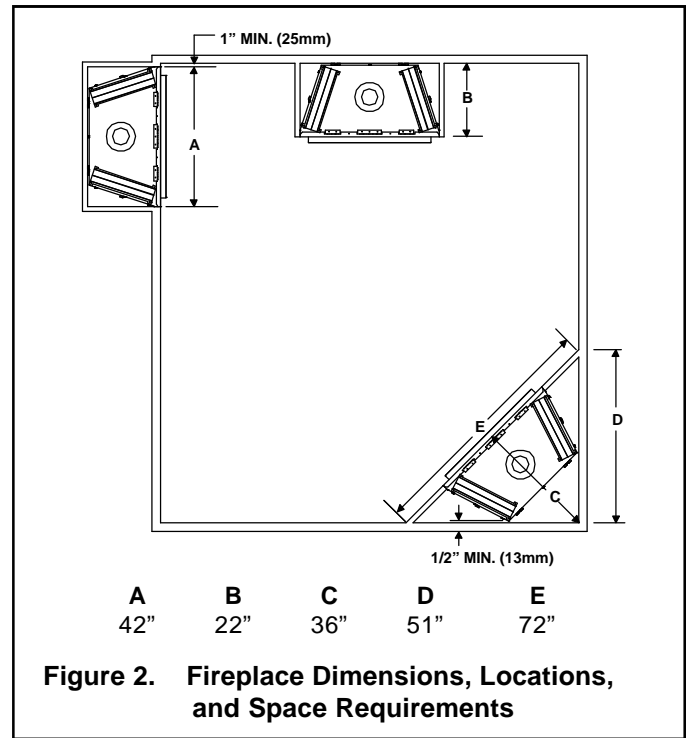 1” MIN. (25mm)
B
A
D
E
C
1/2” MIN. (13mm)
A B C D E
42” 22” 36” 51” 72”
Figure 2. Fireplace Dimensions, Locations,
and Space Requirements